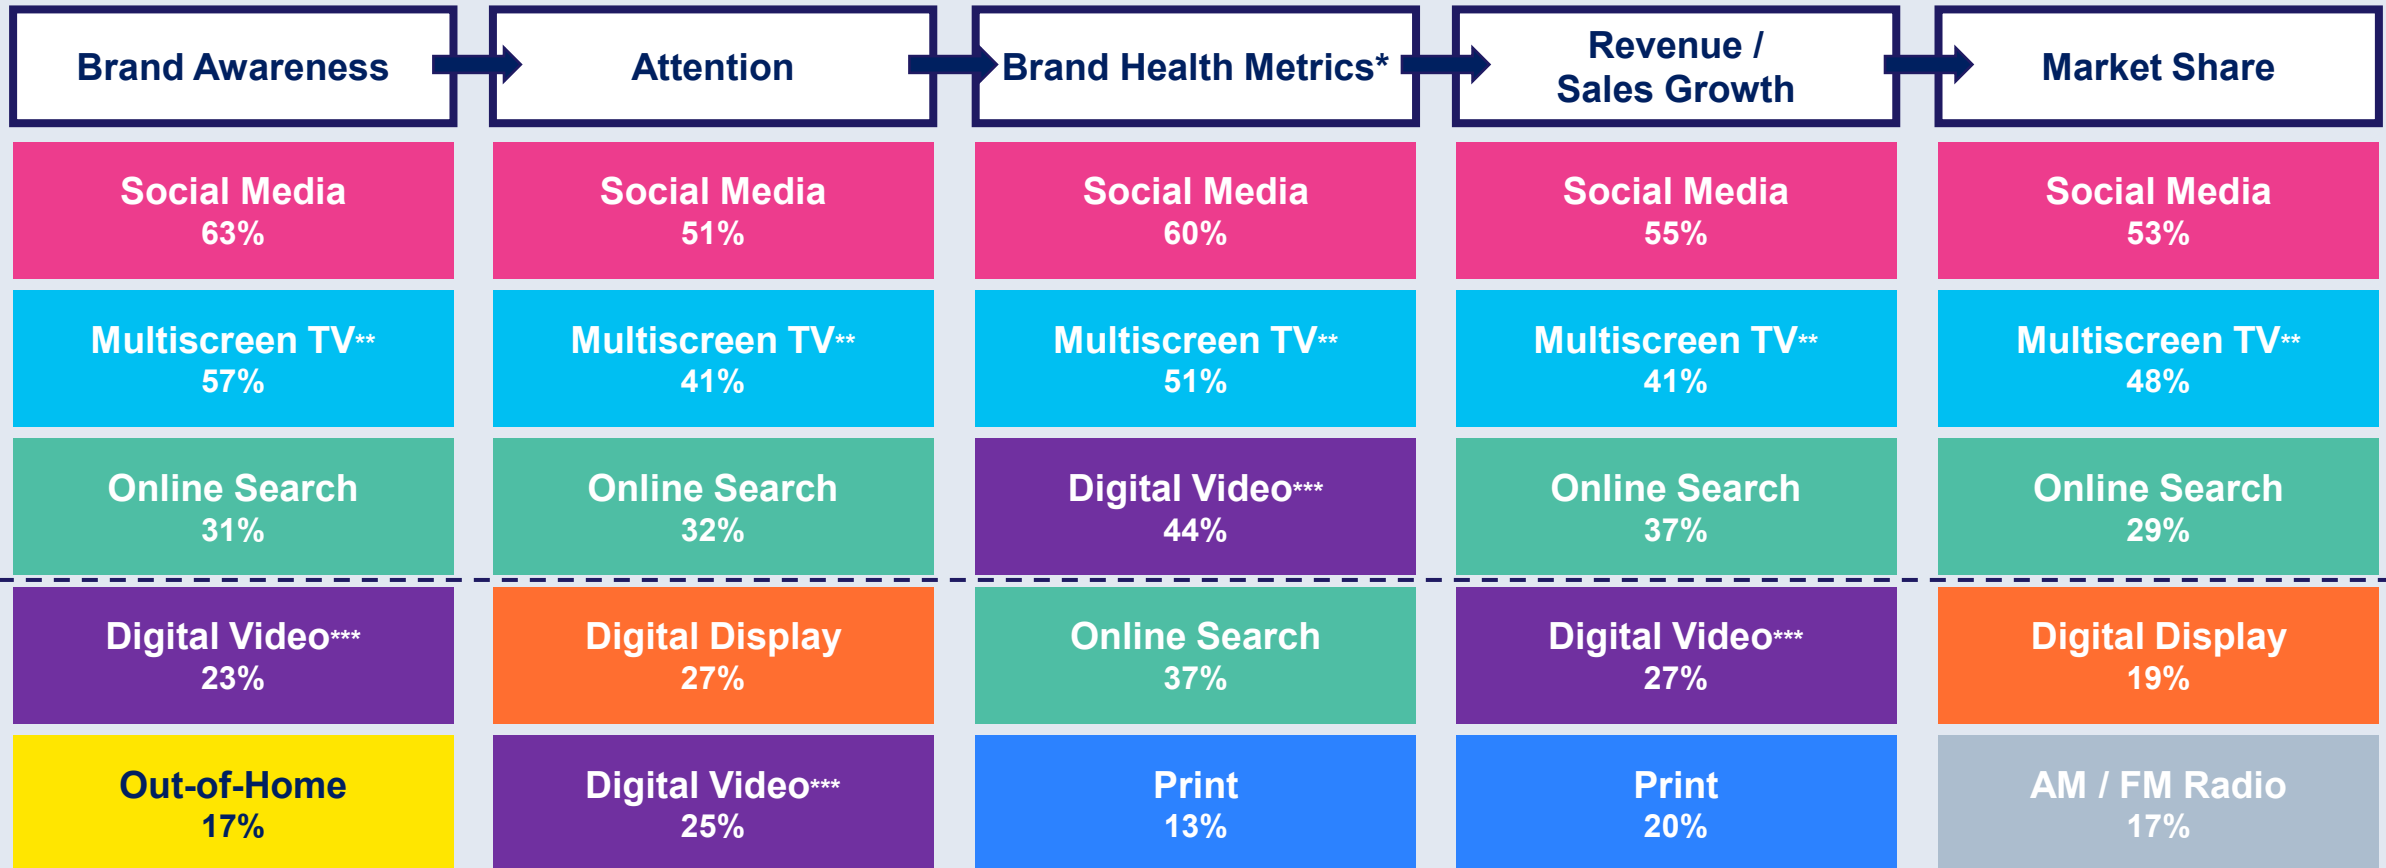 Brand Awareness
Attention
Brand Health Metrics*
Revenue /
Sales Growth
Market Share
Social Media
63%
Social Media
51%
Social Media
60%
Social Media
55%
Social Media
53%
Multiscreen TV**
57%
Multiscreen TV**
41%
Multiscreen TV**
51%
Multiscreen TV**
41%
Multiscreen TV**
48%
Online Search
31%
Online Search
32%
Digital Video***
44%
Online Search
37%
Online Search
29%
Digital Video***
23%
Digital Display
27%
Online Search
37%
Digital Video***
27%
Digital Display
19%
Out-of-Home
17%
Digital Video***
25%
Print
13%
Print
20%
AM / FM Radio
17%